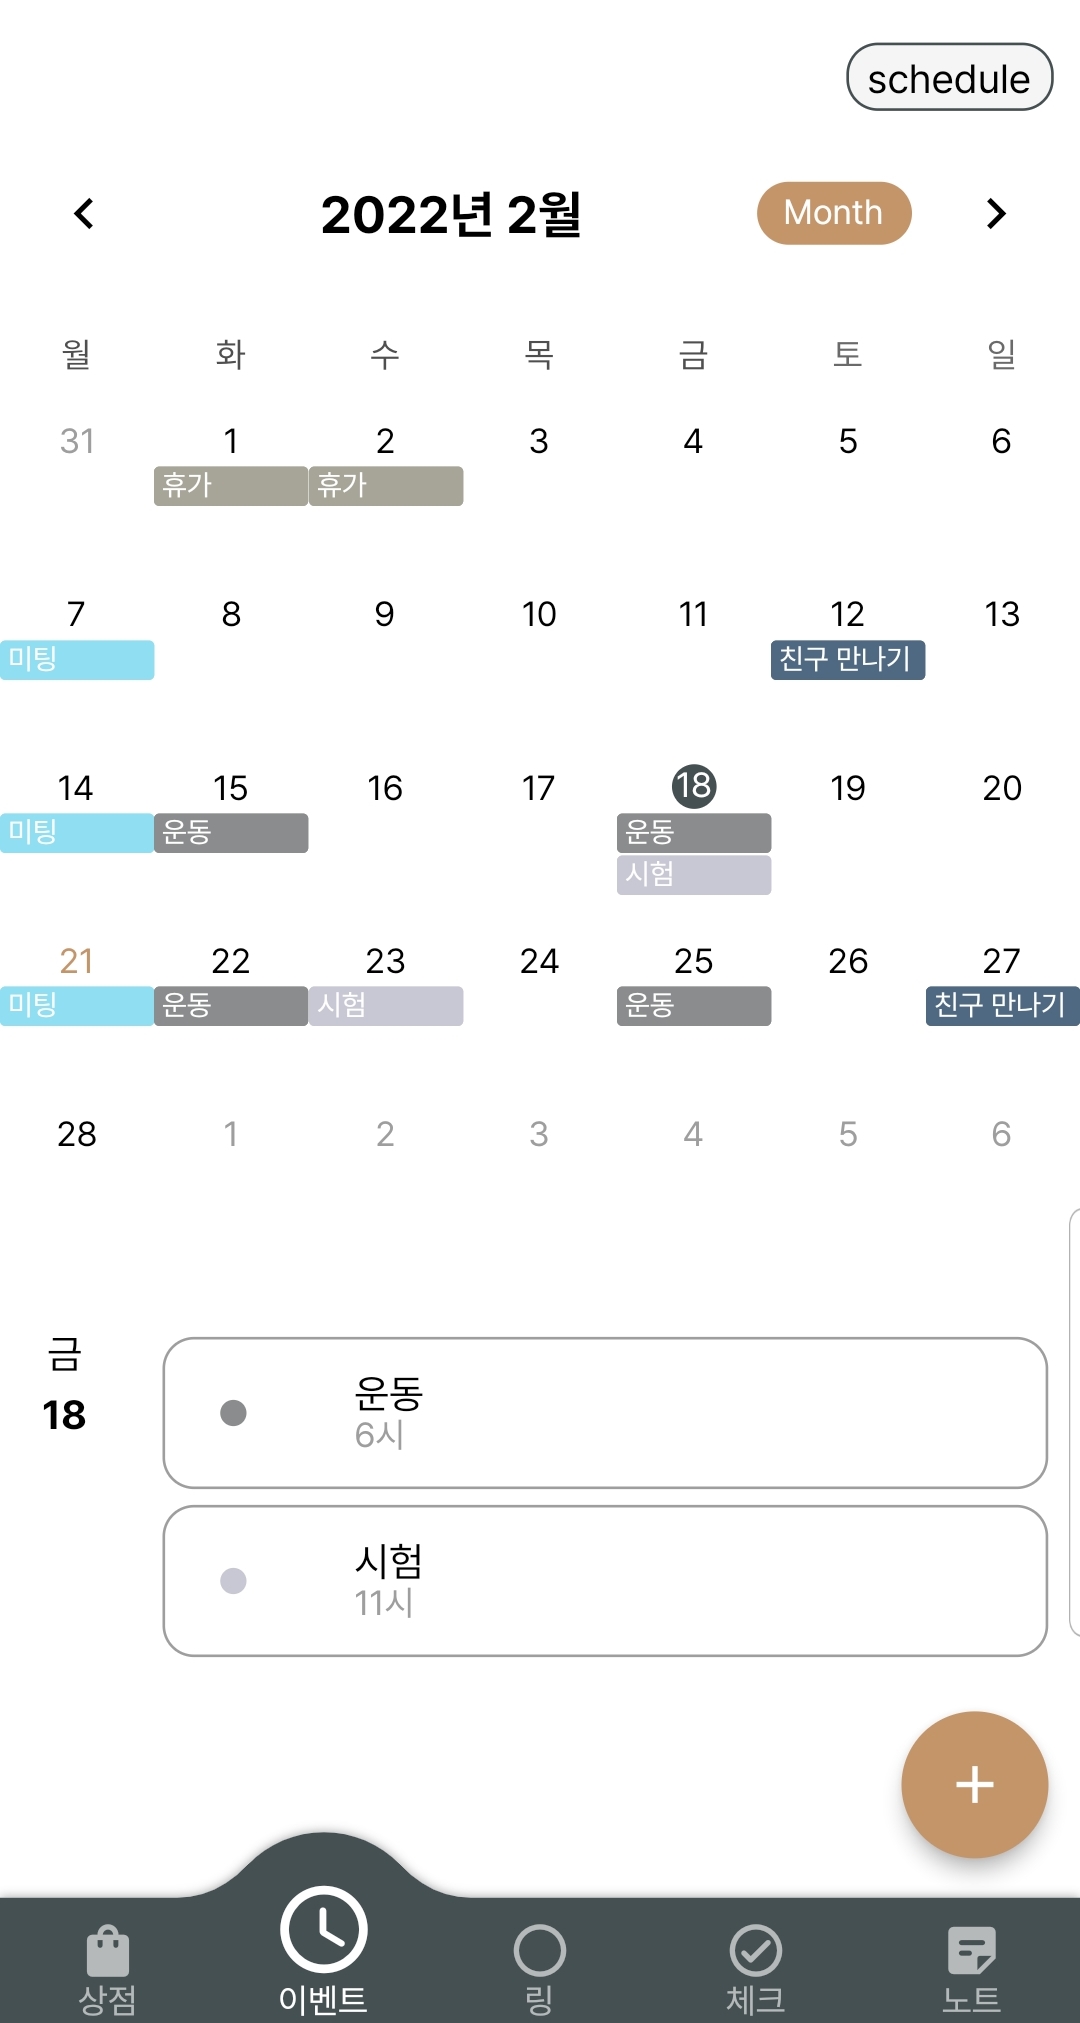 schedule
2022년 2월 Month
월 화 수 목 금 토 일
31 1 2 3 4 5 6
휴가 휴가
7 8 9 10 11 12 13
미팅 친구 만나기
14 15 16 17 18 19 20
미팅 운동 운동
시험
21 22 23 24 25 26 27
미팅 운동 시험 운동 친구 만나기
28 1 2 3 4 5 6
금
18
운동
6시
시험
11시
상점 이벤트 링 체크 노트